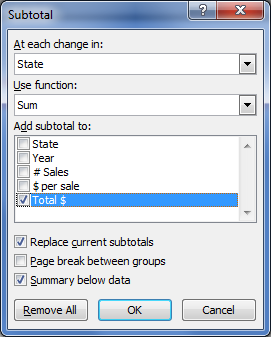 Subtotal
?
At each change in:
State
Use function:
Sum
Add subtotal to:
State
Year
# Sales
$ per sale
Total $
Replace current subtotals
Page break between groups
Summary below data
Remove All OK Cancel